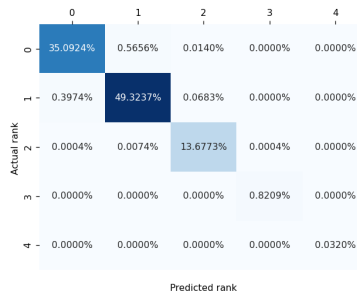 0 1 2 3 4
0 35.0924% 0.5656% 0.0140% 0.0000% 0.0000%
1 0.3974% 49.3237% 0.0683% 0.0000% 0.0000%
2 0.0004% 0.0074% 13.6773% 0.0004% 0.0000%
3 0.0000% 0.0000% 0.0000% 0.8209% 0.0000%
4 0.0000% 0.0000% 0.0000% 0.0000% 0.0320%
Actual rank
Predicted rank